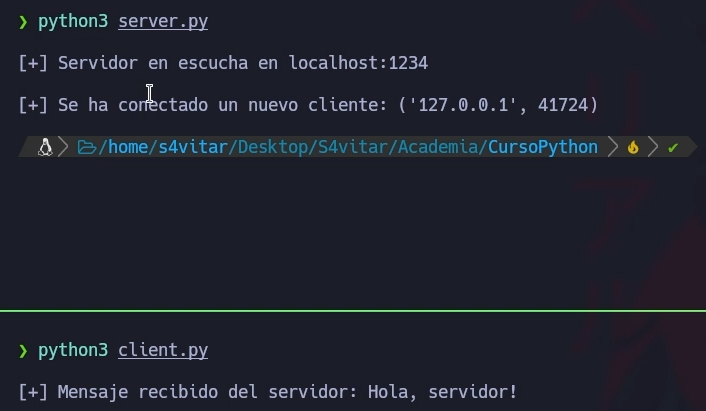 ❯ python3 server.py
[+] Servidor en escucha en localhost:1234
[+] Se ha conectado un nuevo cliente: ('127.0.0.1', 41724)
/home/s4vitar/Desktop/S4vitar/Academia/CursoPython ✔
❯ python3 client.py
[+] Mensaje recibido del servidor: Hola, servidor!